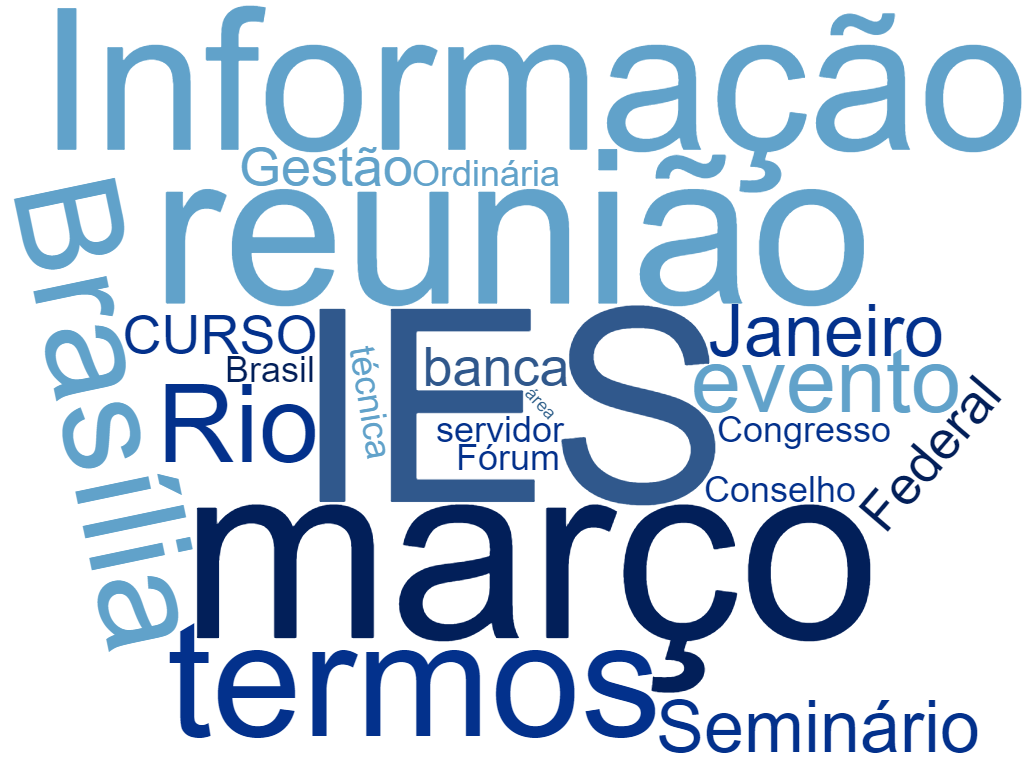 Informação
Gestão
Ordinária
reunião
Brasília
CURSO
IES
Janeiro
Brasil
técnica
banca
evento
Rio
área
servidor
Congresso
Fórum
Federal
Conselho
março
termos
Seminário